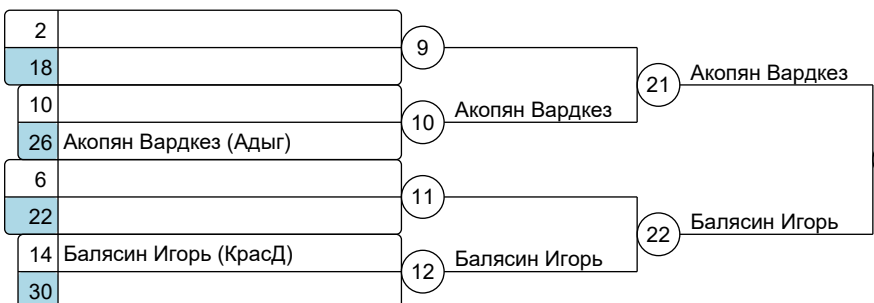 2
9
18
21 Акопян Вардкез
10
10 Акопян Вардкез
26 Акопян Вардкез (Адыг)
6
11
22
22 Балясин Игорь
14 Балясин Игорь (КрасД)
12 Балясин Игорь
30